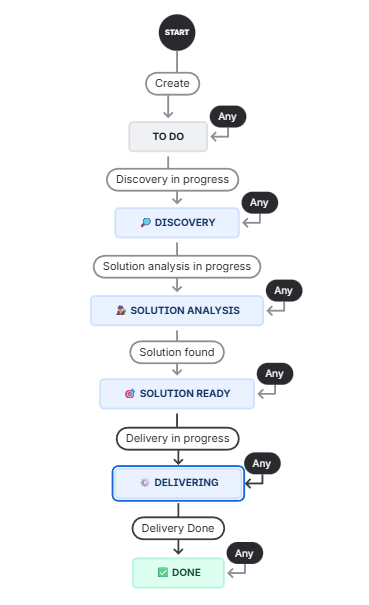 START
Create
Any
TO DO
Discovery in progress
Any
🔎 DISCOVERY
Solution analysis in progress
Any
🕵️ SOLUTION ANALYSIS
Solution found
Any
🎯 SOLUTION READY
Delivery in progress
Any
⚙️ DELIVERING
Delivery Done
Any
✅ DONE